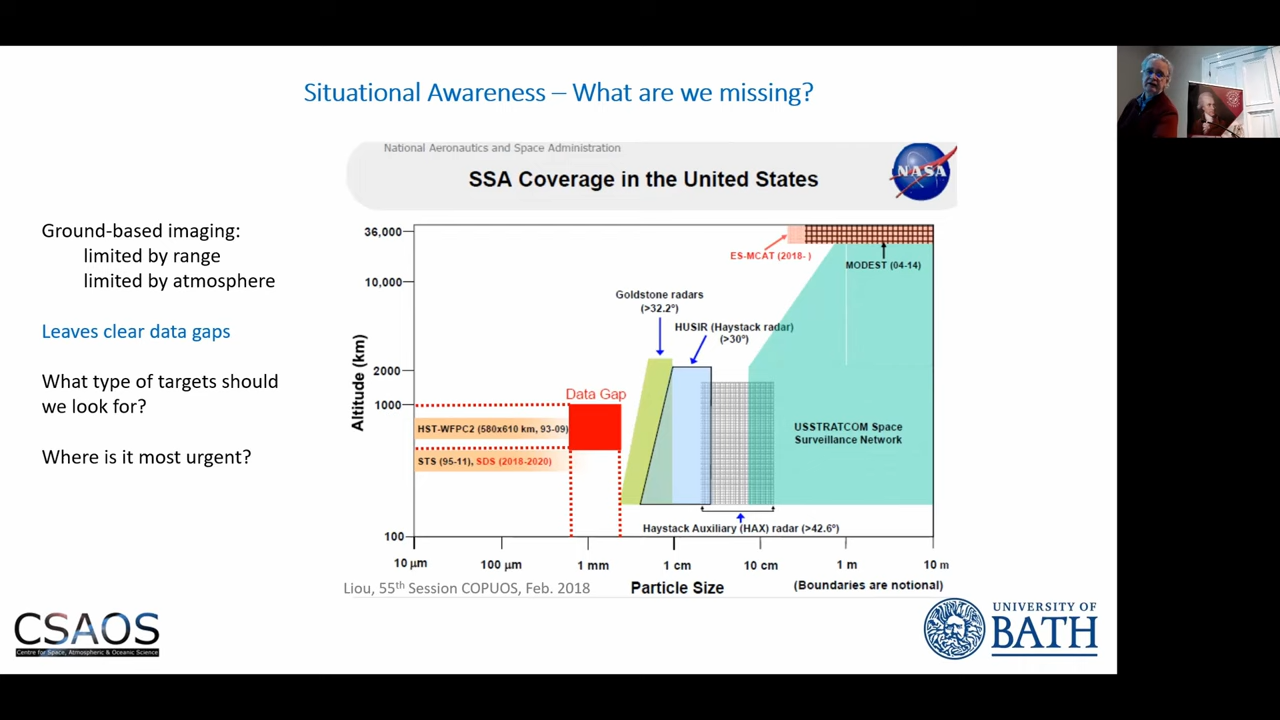 Situational Awareness – What are we missing?
National Aeronautics and Space Administration
SSA Coverage in the United States
NASA
Ground-based imaging:
limited by range
limited by atmosphere
Leaves clear data gaps
What type of targets should
we look for?
Where is it most urgent?
Altitude (km)
36,000
10,000
2000
1000
100
ES-MCAT (2018- )
MODEST (04-14)
Goldstone radars
(>32.2º)
HUSIR (Haystack radar)
(>30º)
Data Gap
HST-WFPC2 (580x610 km, 93-09)
STS (95-11), SDS (2018-2020)
USSTRATCOM Space
Surveillance Network
Haystack Auxiliary (HAX) radar (>42.6º)
10 µm
100 µm
1 mm
1 cm
10 cm
1 m
10 m
Liou, 55th Session COPUOS, Feb. 2018
Particle Size
(Boundaries are notional)
CSAOS
Centre for Space, Atmospheric & Oceanic Science
UNIVERSITY OF
BATH